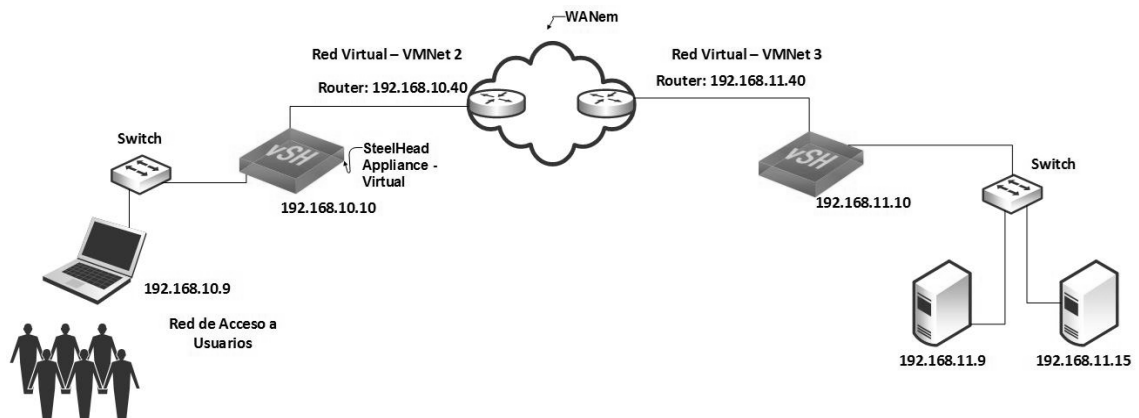 WANem
Red Virtual – VMNet 2
Red Virtual – VMNet 3
Router: 192.168.10.40
Router: 192.168.11.40
Switch
vSH
SteelHead
Appliance -
Virtual
192.168.10.10
vSH
192.168.11.10
Switch
192.168.10.9
Red de Acceso a
Usuarios
192.168.11.9
192.168.11.15